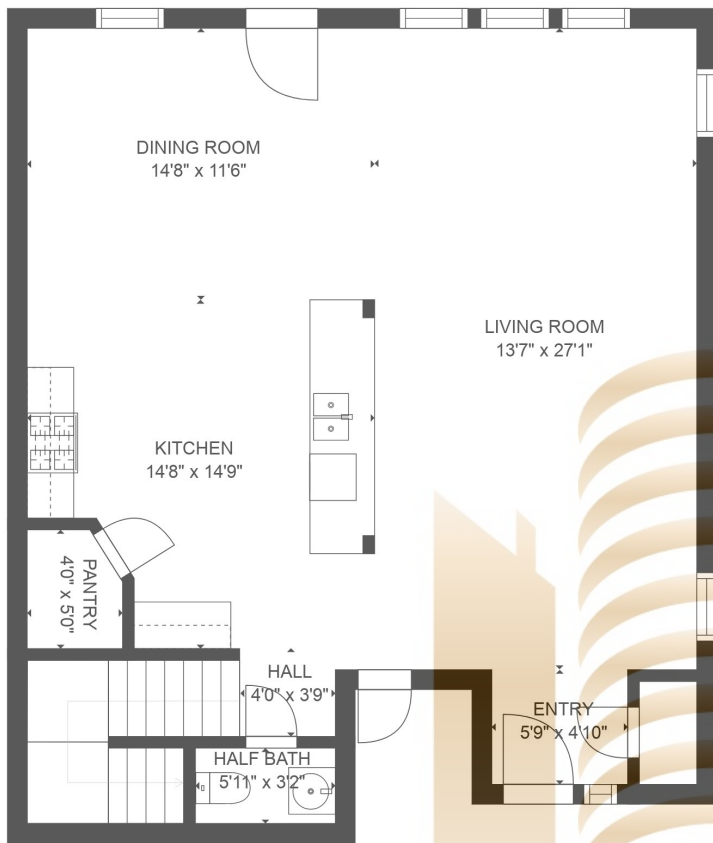 DINING ROOM
14'8" x 11'6"
LIVING ROOM
13'7" x 27'1"
KITCHEN
14'8" x 14'9"
PANTRY
4'0" x 5'0"
HALL
4'0" x 3'9"
ENTRY
5'9" x 4'10"
HALF BATH
5'11" x 3'2"